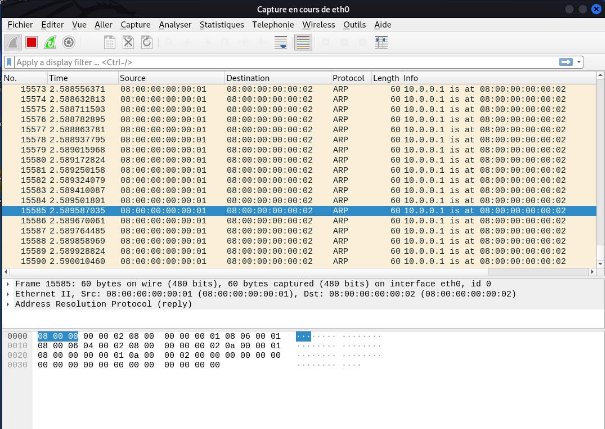 Capture en cours de eth0
Fichier Editer Vue Aller Capture Analyser Statistiques Telephonie Wireless Outils Aide
Apply a display filter ... <Ctrl-/>
No. Time Source Destination Protocol Length Info
15573 2.588556371 08:00:00:00:00:01 08:00:00:00:00:02 ARP 60 10.0.0.1 is at 08:00:00:00:00:02
15574 2.588632813 08:00:00:00:00:01 08:00:00:00:00:02 ARP 60 10.0.0.1 is at 08:00:00:00:00:02
15575 2.588711503 08:00:00:00:00:01 08:00:00:00:00:02 ARP 60 10.0.0.1 is at 08:00:00:00:00:02
15576 2.588782895 08:00:00:00:00:01 08:00:00:00:00:02 ARP 60 10.0.0.1 is at 08:00:00:00:00:02
15577 2.588863781 08:00:00:00:00:01 08:00:00:00:00:02 ARP 60 10.0.0.1 is at 08:00:00:00:00:02
15578 2.588937795 08:00:00:00:00:01 08:00:00:00:00:02 ARP 60 10.0.0.1 is at 08:00:00:00:00:02
15579 2.589015968 08:00:00:00:00:01 08:00:00:00:00:02 ARP 60 10.0.0.1 is at 08:00:00:00:00:02
15580 2.589172824 08:00:00:00:00:01 08:00:00:00:00:02 ARP 60 10.0.0.1 is at 08:00:00:00:00:02
15581 2.589250158 08:00:00:00:00:01 08:00:00:00:00:02 ARP 60 10.0.0.1 is at 08:00:00:00:00:02
15582 2.589324079 08:00:00:00:00:01 08:00:00:00:00:02 ARP 60 10.0.0.1 is at 08:00:00:00:00:02
15583 2.589410087 08:00:00:00:00:01 08:00:00:00:00:02 ARP 60 10.0.0.1 is at 08:00:00:00:00:02
15584 2.589501801 08:00:00:00:00:01 08:00:00:00:00:02 ARP 60 10.0.0.1 is at 08:00:00:00:00:02
15585 2.589587035 08:00:00:00:00:01 08:00:00:00:00:02 ARP 60 10.0.0.1 is at 08:00:00:00:00:02
15586 2.589670061 08:00:00:00:00:01 08:00:00:00:00:02 ARP 60 10.0.0.1 is at 08:00:00:00:00:02
15587 2.589764485 08:00:00:00:00:01 08:00:00:00:00:02 ARP 60 10.0.0.1 is at 08:00:00:00:00:02
15588 2.589858969 08:00:00:00:00:01 08:00:00:00:00:02 ARP 60 10.0.0.1 is at 08:00:00:00:00:02
15589 2.589928824 08:00:00:00:00:01 08:00:00:00:00:02 ARP 60 10.0.0.1 is at 08:00:00:00:00:02
15590 2.590010460 08:00:00:00:00:01 08:00:00:00:00:02 ARP 60 10.0.0.1 is at 08:00:00:00:00:02
Frame 15585: 60 bytes on wire (480 bits), 60 bytes captured (480 bits) on interface eth0, id 0
Ethernet II, Src: 08:00:00:00:00:01 (08:00:00:00:00:01), Dst: 08:00:00:00:00:02 (08:00:00:00:00:02)
Address Resolution Protocol (reply)
0000 08 00 00 00 00 02 08 00 00 00 00 01 08 06 00 01 ········ ········
0010 08 00 06 04 00 02 08 00 00 00 00 02 0a 00 00 01 ········ ········
0020 08 00 00 00 00 01 0a 00 00 02 00 00 00 00 00 00 ········ ········
0030 00 00 00 00 00 00 00 00 00 00 00 00 ········ ····